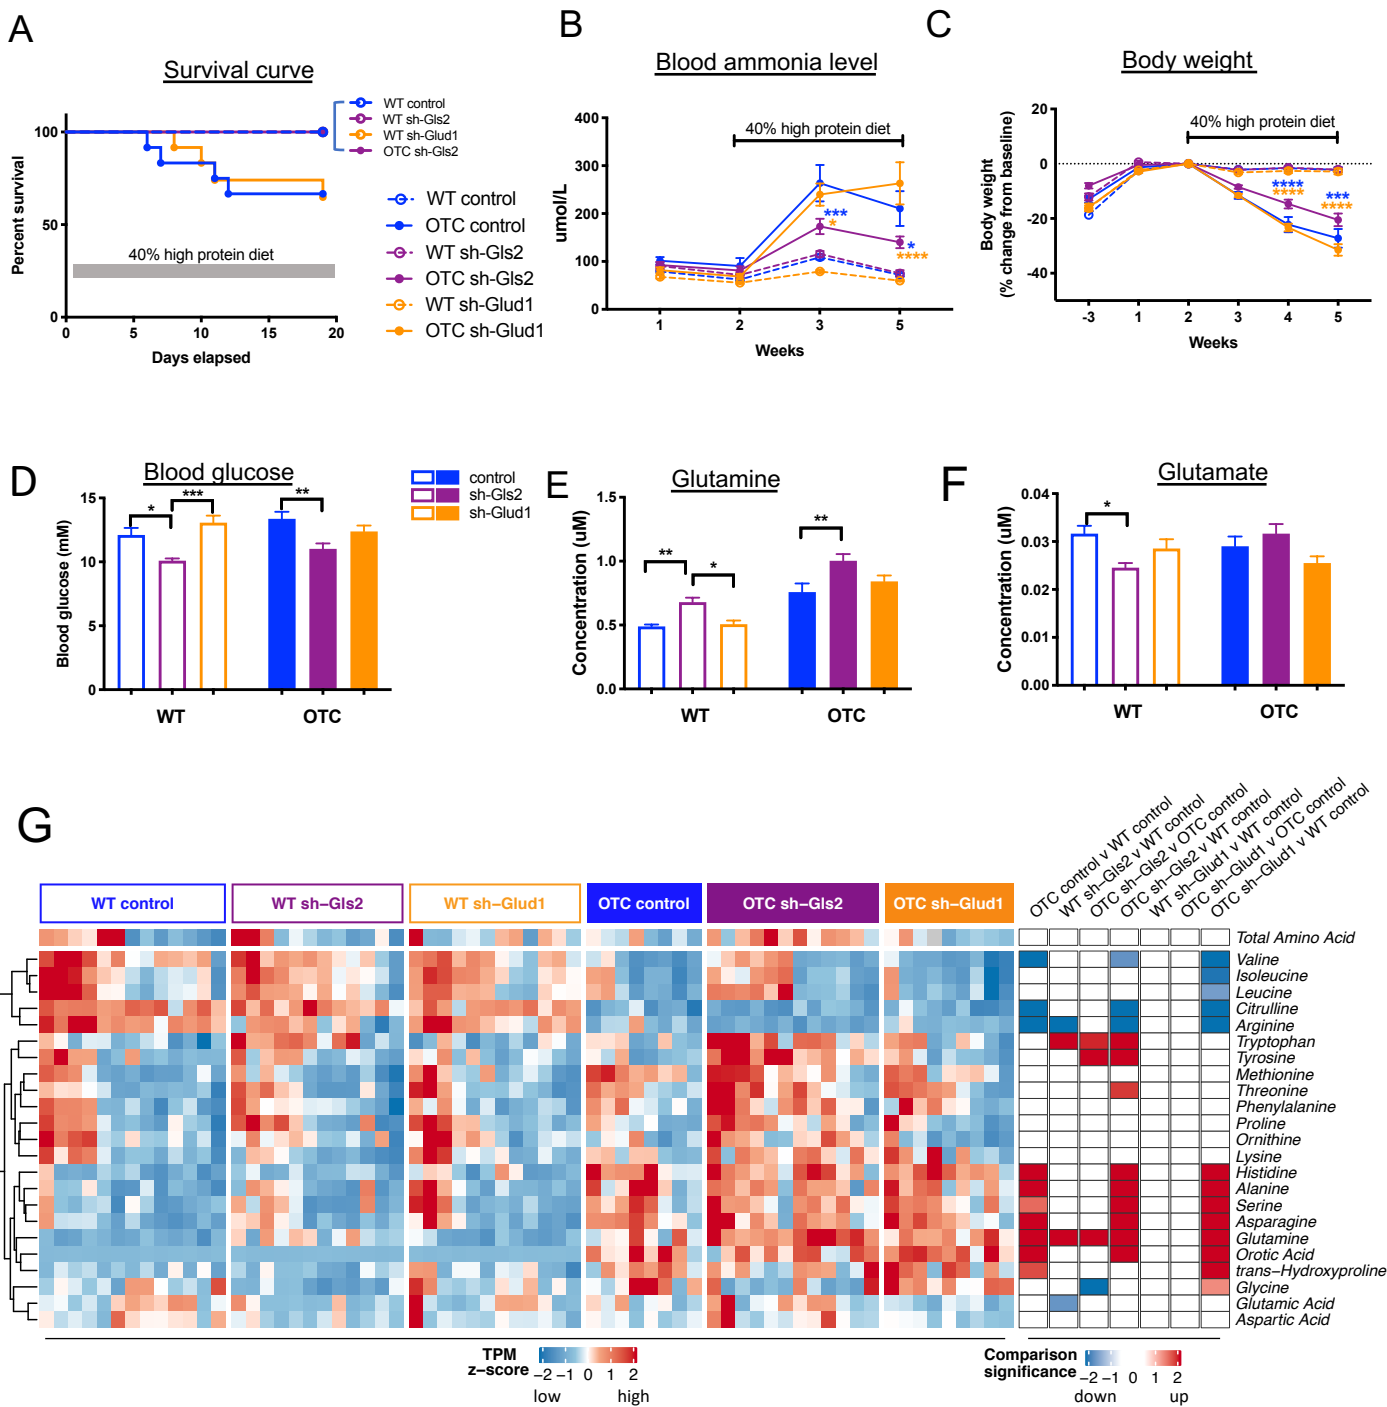 A
Survival curve
WT control
WT sh-Gls2
WT sh-Glud1
OTC sh-Gls2
Percent survival
100
50
0
40% high protein diet
0 5 10 15 20
Days elapsed
WT control
OTC control
WT sh-Gls2
OTC sh-Gls2
WT sh-Glud1
OTC sh-Glud1
B
Blood ammonia level
40% high protein diet
umol/L
400
300
200
100
0
***
*
*
****
1 2 3 5
Weeks
C
Body weight
40% high protein diet
Body weight
(% change from baseline)
20
0
-20
-40
****
****
***
****
-3 1 2 3 4 5
Weeks
D
Blood glucose
Blood glucose (mM)
15
10
5
0
* *** **
WT OTC
control
sh-Gls2
sh-Glud1
E
Glutamine
Concentration (uM)
1.5
1.0
0.5
0.0
** * **
WT OTC
F
Glutamate
Concentration (uM)
0.04
0.03
0.02
0.01
0.00
*
WT OTC
G
WT control
WT sh−Gls2
WT sh−Glud1
OTC control
OTC sh−Gls2
OTC sh−Glud1
OTC control v WT control
WT sh−Gls2 v WT control
OTC sh−Gls2 v OTC control
OTC sh−Gls2 v WT control
WT sh−Glud1 v WT control
OTC sh−Glud1 v OTC control
OTC sh−Glud1 v WT control
Total Amino Acid
Valine
Isoleucine
Leucine
Citrulline
Arginine
Tryptophan
Tyrosine
Methionine
Threonine
Phenylalanine
Proline
Ornithine
Lysine
Histidine
Alanine
Serine
Asparagine
Glutamine
Orotic Acid
trans−Hydroxyproline
Glycine
Glutamic Acid
Aspartic Acid
TPM
z−score
−2 −1 0 1 2
low high
Comparison
significance
−2 −1 0 1 2
down up